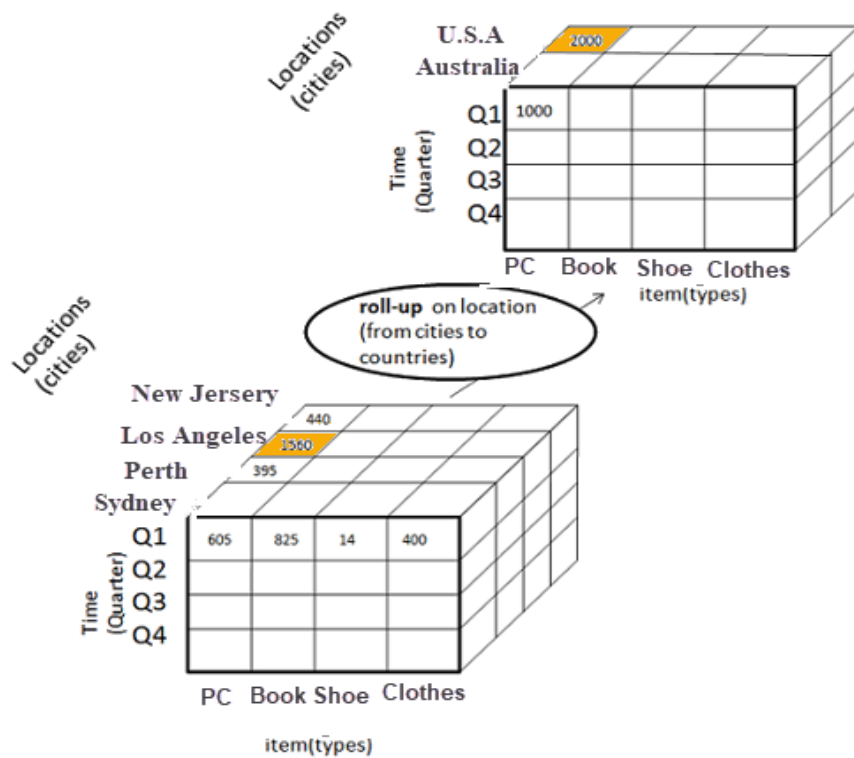 Locations
(cities)
U.S.A
2000
Australia
Q1
1000
Q2
Q3
Q4
Time
(Quarter)
PC Book Shoe Clothes
item(types)
roll-up on location
(from cities to
countries)
Locations
(cities)
New Jersery
440
Los Angeles
1560
Perth
395
Sydney
Q1
605 825 14 400
Q2
Q3
Q4
Time
(Quarter)
PC Book Shoe Clothes
item(types)